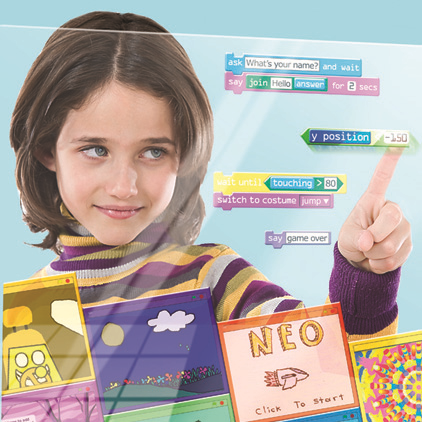 ask What's your name? and wait
say join Hello answer for 2 secs
y position -150
wait until touching > 80
switch to costume jump
say game over
NEO
Click To Start